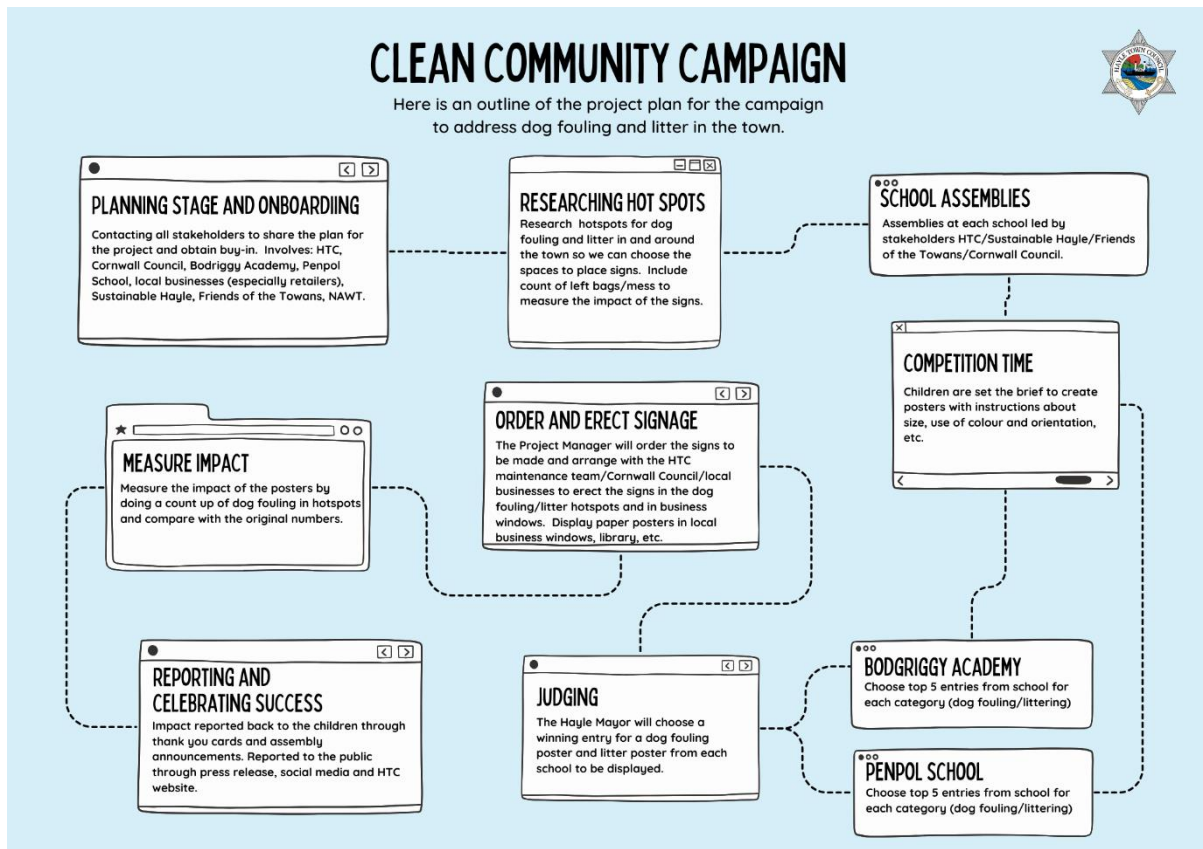 CLEAN COMMUNITY CAMPAIGN
Here is an outline of the project plan for the campaign
to address dog fouling and litter in the town.
HAYLE TOWN COUNCIL
PLANNING STAGE AND ONBOARDIING
Contacting all stakeholders to share the plan for
the project and obtain buy-in. Involves: HTC,
Cornwall Council, Bodriggy Academy, Penpol
School, local businesses (especially retailers),
Sustainable Hayle, Friends of the Towans, NAWT.
RESEARCHING HOT SPOTS
Research hotspots for dog
fouling and litter in and around
the town so we can choose the
spaces to place signs. Include
count of left bags/mess to
measure the impact of the signs.
SCHOOL ASSEMBLIES
Assemblies at each school led by
stakeholders HTC/Sustainable Hayle/Friends
of the Towans/Cornwall Council.
COMPETITION TIME
Children are set the brief to create
posters with instructions about
size, use of colour and orientation,
etc.
BODGRIGGY ACADEMY
Choose top 5 entries from school for
each category (dog fouling/littering)
PENPOL SCHOOL
Choose top 5 entries from school for
each category (dog fouling/littering)
JUDGING
The Hayle Mayor will choose a
winning entry for a dog fouling
poster and litter poster from each
school to be displayed.
ORDER AND ERECT SIGNAGE
The Project Manager will order the signs to
be made and arrange with the HTC
maintenance team/Cornwall Council/local
businesses to erect the signs in the dog
fouling/litter hotspots and in business
windows. Display paper posters in local
business windows, library, etc.
MEASURE IMPACT
Measure the impact of the posters by
doing a count up of dog fouling in hotspots
and compare with the original numbers.
REPORTING AND
CELEBRATING SUCCESS
Impact reported back to the children through
thank you cards and assembly
announcements. Reported to the public
through press release, social media and HTC
website.